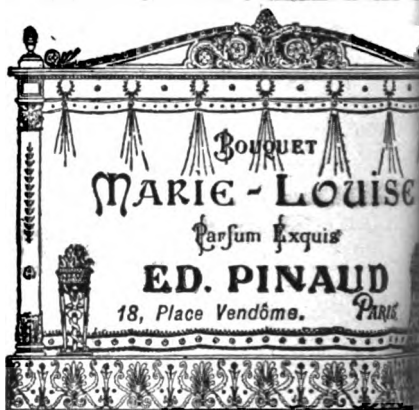 Bouquet
Marie-Louise
Parfum Exquis
ED. PINAUD
18, Place Vendôme. Paris